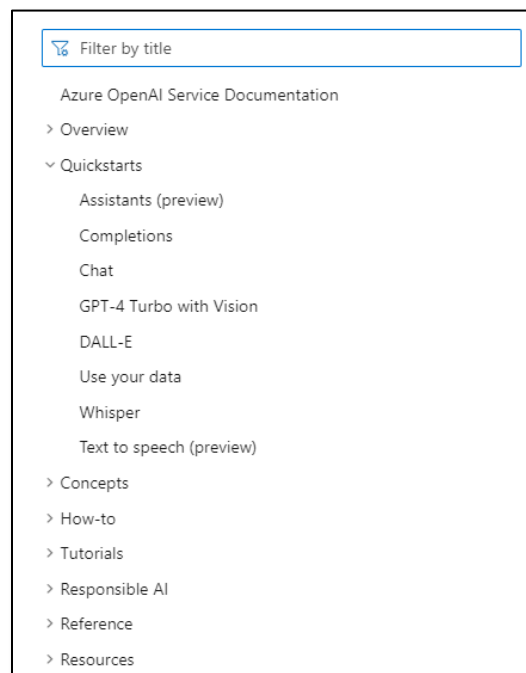 Filter by title
Azure OpenAI Service Documentation
Overview
Quickstarts
Assistants (preview)
Completions
Chat
GPT-4 Turbo with Vision
DALL-E
Use your data
Whisper
Text to speech (preview)
Concepts
How-to
Tutorials
Responsible AI
Reference
Resources